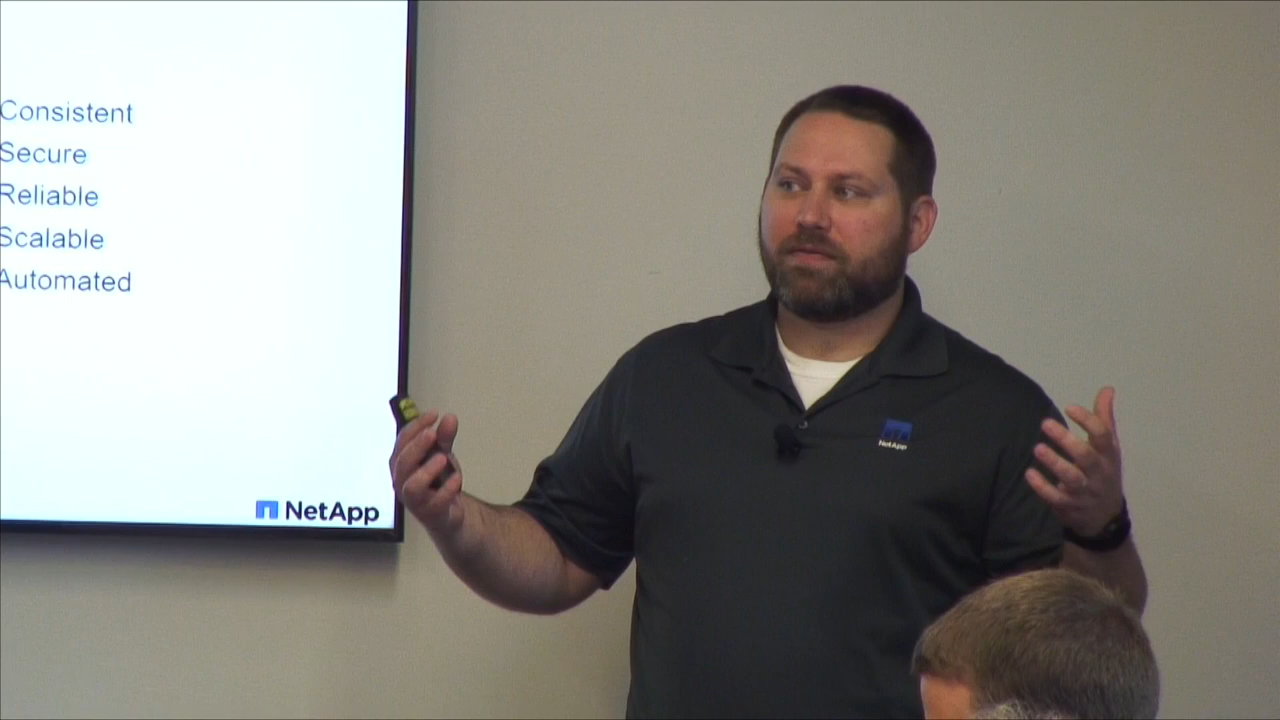 Consistent
Secure
Reliable
Scalable
Automated
NetApp
NetApp